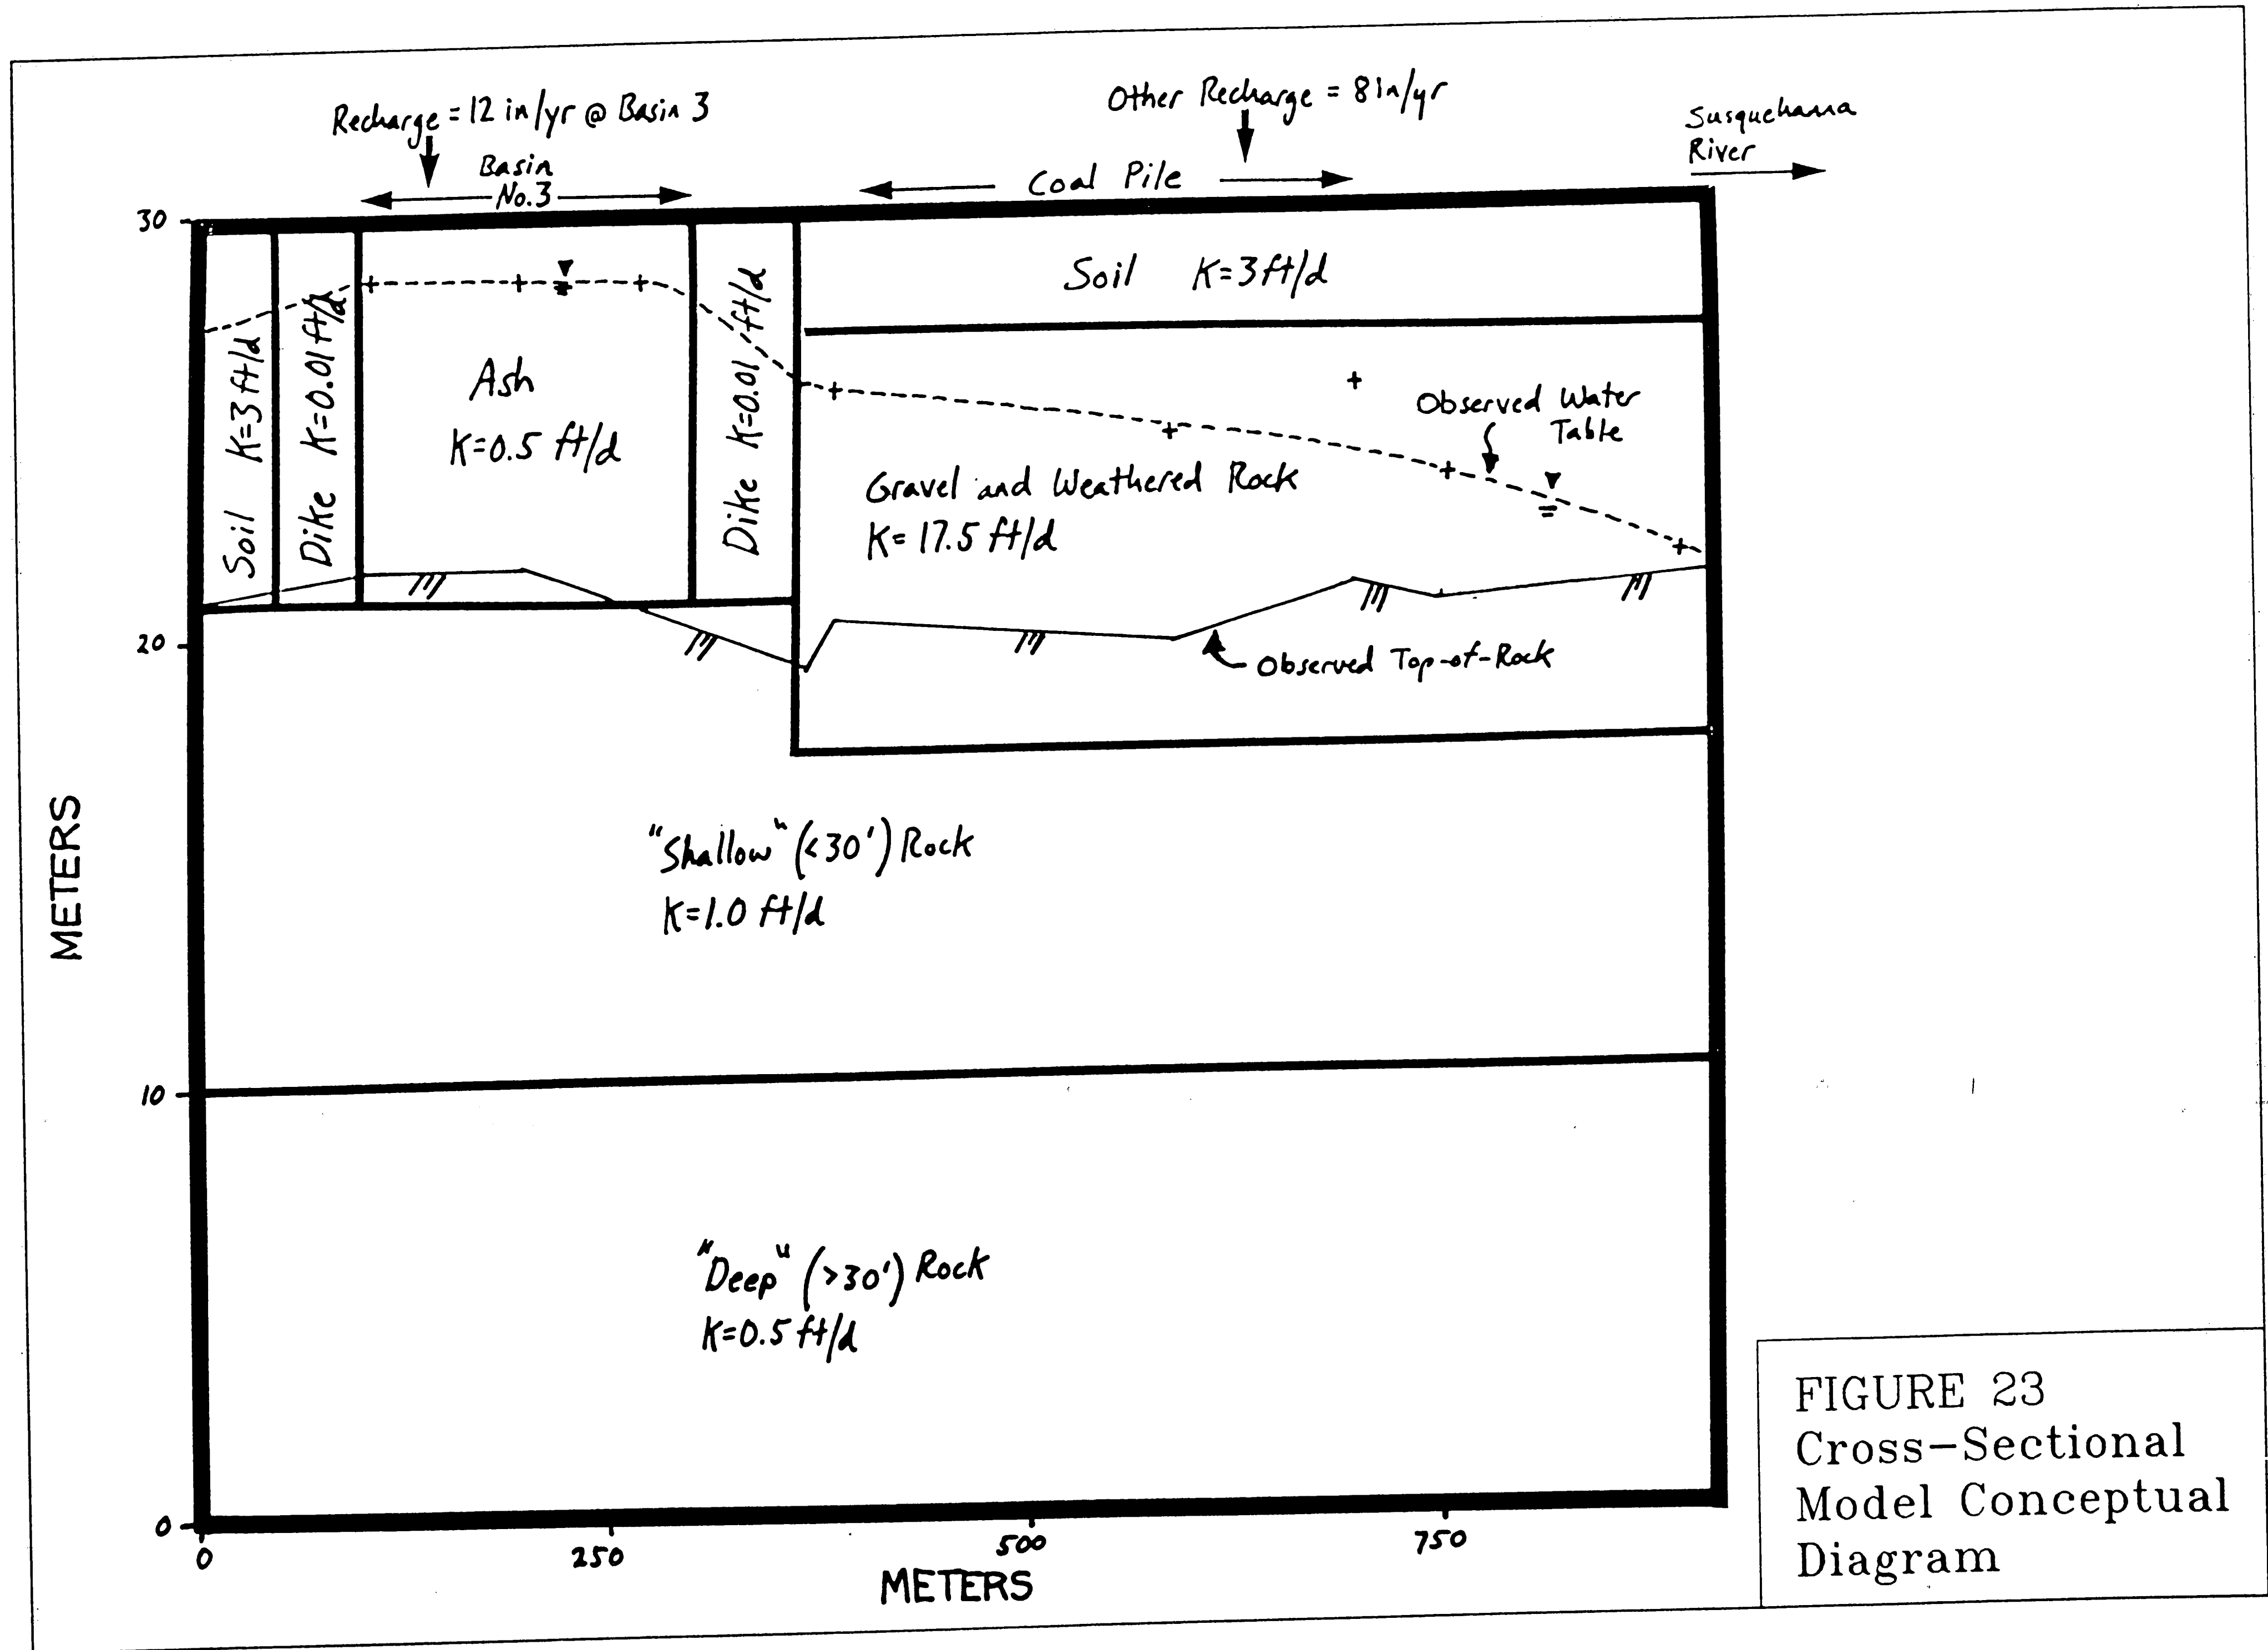 Recharge = 12 in/yr @ Basin 3
Other Recharge = 8 in/yr
Susquehanna
River
Basin
No.3
Coal Pile
30
Soil K=3 ft/d
Dike K=0.01 ft/d
Ash
K=0.5 ft/d
Dike K=0.01 ft/d
Soil K=3 ft/d
Observed Water
Table
Gravel and Weathered Rock
K=17.5 ft/d
20
Observed Top-of-Rock
"Shallow" (<30') Rock
K=1.0 ft/d
METERS
10
"Deep" (>30') Rock
K=0.5 ft/d
0
0
250
500
750
METERS
FIGURE 23
Cross-Sectional
Model Conceptual
Diagram